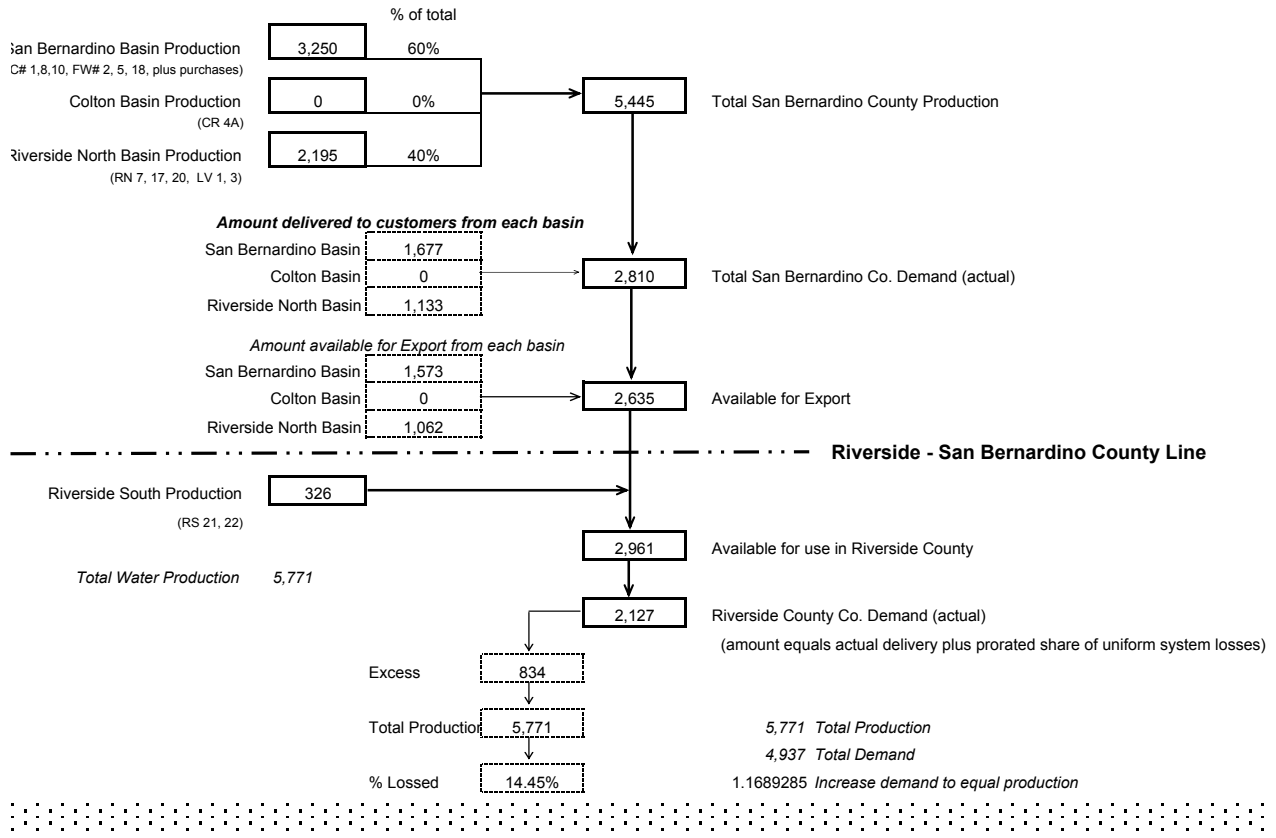 % of total
San Bernardino Basin Production 3,250 60%
C# 1,8,10, FW# 2, 5, 18, plus purchases)
Colton Basin Production 0 0% 5,445 Total San Bernardino County Production
(CR 4A)
Riverside North Basin Production 2,195 40%
(RN 7, 17, 20, LV 1, 3)
Amount delivered to customers from each basin
San Bernardino Basin 1,677
Colton Basin 0 2,810 Total San Bernardino Co. Demand (actual)
Riverside North Basin 1,133
Amount available for Export from each basin
San Bernardino Basin 1,573
Colton Basin 0 2,635 Available for Export
Riverside North Basin 1,062
Riverside - San Bernardino County Line
Riverside South Production 326
(RS 21, 22)
2,961 Available for use in Riverside County
Total Water Production 5,771
2,127 Riverside County Co. Demand (actual)
(amount equals actual delivery plus prorated share of uniform system losses)
Excess 834
Total Production 5,771 5,771 Total Production
4,937 Total Demand
% Lossed 14.45% 1.1689285 Increase demand to equal production